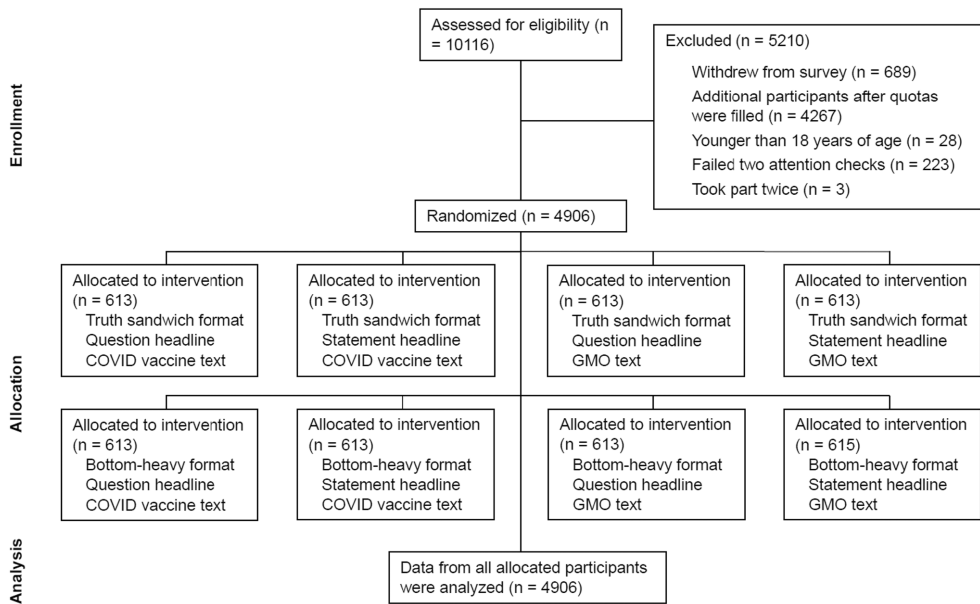 Enrollment
Assessed for eligibility (n
= 10116)
Excluded (n = 5210)
Withdrew from survey (n = 689)
Additional participants after quotas
were filled (n = 4267)
Younger than 18 years of age (n = 28)
Failed two attention checks (n = 223)
Took part twice (n = 3)
Randomized (n = 4906)
Allocation
Allocated to intervention
(n = 613)
Truth sandwich format
Question headline
COVID vaccine text
Allocated to intervention
(n = 613)
Truth sandwich format
Statement headline
COVID vaccine text
Allocated to intervention
(n = 613)
Truth sandwich format
Question headline
GMO text
Allocated to intervention
(n = 613)
Truth sandwich format
Statement headline
GMO text
Allocated to intervention
(n = 613)
Bottom-heavy format
Question headline
COVID vaccine text
Allocated to intervention
(n = 613)
Bottom-heavy format
Statement headline
COVID vaccine text
Allocated to intervention
(n = 613)
Bottom-heavy format
Question headline
GMO text
Allocated to intervention
(n = 615)
Bottom-heavy format
Statement headline
GMO text
Analysis
Data from all allocated participants
were analyzed (n = 4906)